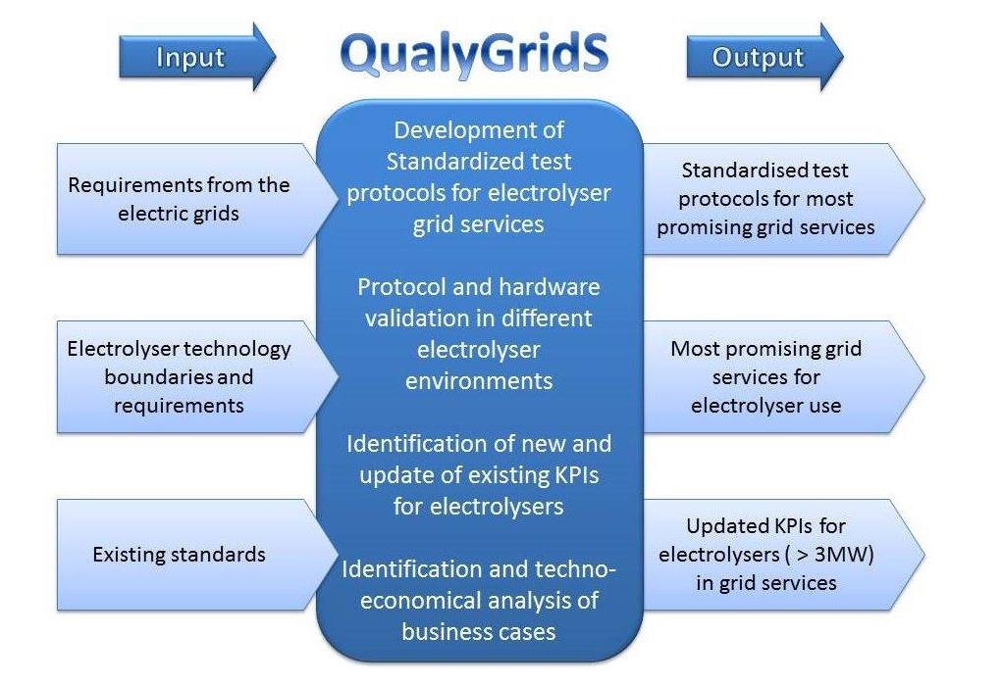 Input
QualyGridS
Output
Requirements from the
electric grids
Electrolyser technology
boundaries and
requirements
Existing standards
Development of
Standardized test
protocols for electrolyser
grid services
Protocol and hardware
validation in different
electrolyser
environments
Identification of new and
update of existing KPIs
for electrolysers
Identification and techno-
economical analysis of
business cases
Standardised test
protocols for most
promising grid services
Most promising grid
services for
electrolyser use
Updated KPIs for
electrolysers ( > 3MW)
in grid services